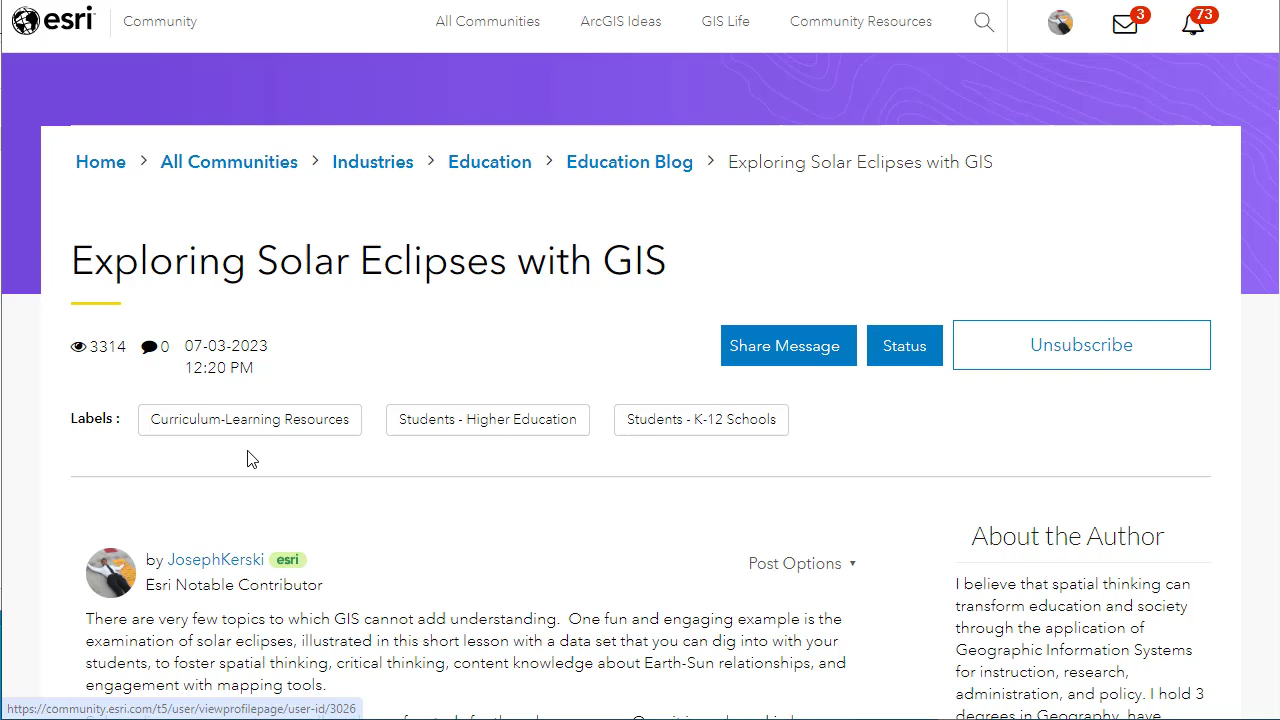 esri Community All Communities ArcGIS Ideas GIS Life Community Resources 3 73
Home > All Communities > Industries > Education > Education Blog > Exploring Solar Eclipses with GIS
Exploring Solar Eclipses with GIS
3314 0 07-03-2023
12:20 PM
Share Message Status Unsubscribe
Labels : Curriculum-Learning Resources Students - Higher Education Students - K-12 Schools
by JosephKerski esri
Esri Notable Contributor
Post Options
There are very few topics to which GIS cannot add understanding. One fun and engaging example is the
examination of solar eclipses, illustrated in this short lesson with a data set that you can dig into with your
students, to foster spatial thinking, critical thinking, content knowledge about Earth-Sun relationships, and
engagement with mapping tools.
About the Author
I believe that spatial thinking can
transform education and society
through the application of
Geographic Information Systems
for instruction, research,
administration, and policy. I hold 3
degrees in Geography, have
https://community.esri.com/t5/user/viewprofilepage/user-id/3026